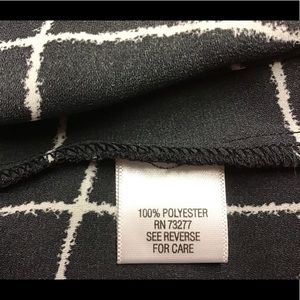 100% POLYESTER
RN 73277
SEE REVERSE
FOR CARE